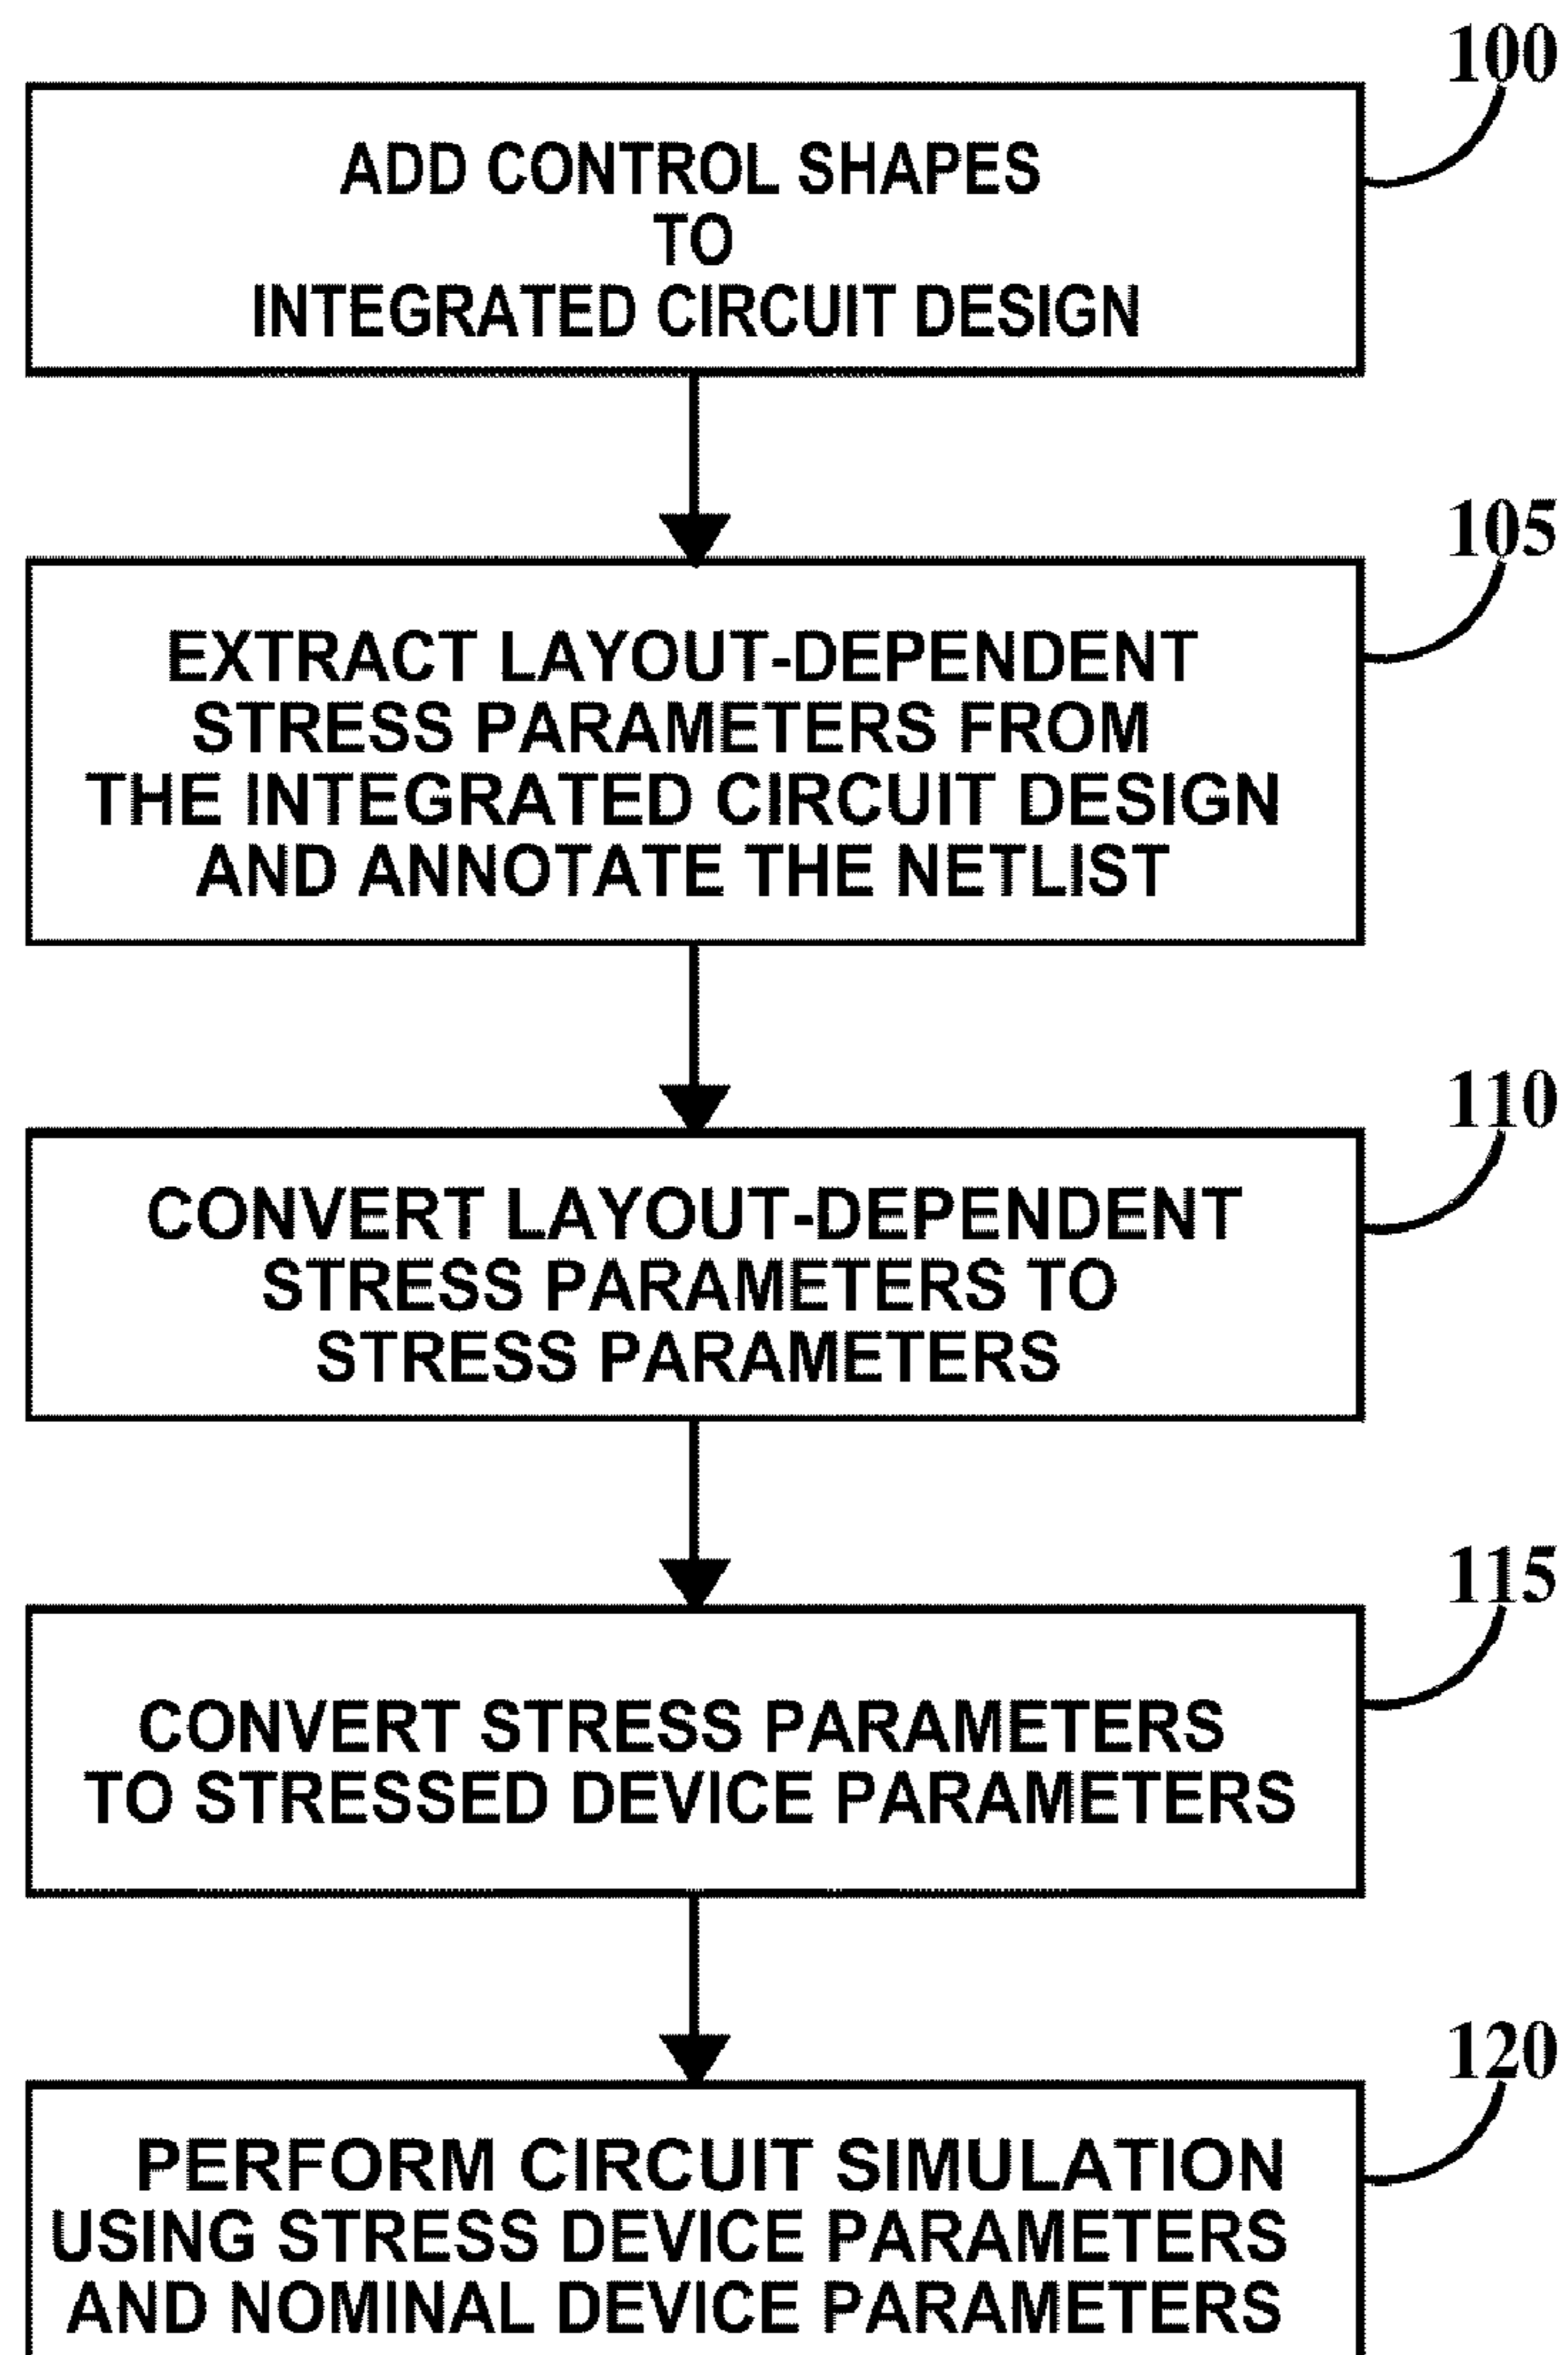 100
ADD CONTROL SHAPES
TO
INTEGRATED CIRCUIT DESIGN
105
EXTRACT LAYOUT-DEPENDENT
STRESS PARAMETERS FROM
THE INTEGRATED CIRCUIT DESIGN
AND ANNOTATE THE NETLIST
110
CONVERT LAYOUT-DEPENDENT
STRESS PARAMETERS TO
STRESS PARAMETERS
115
CONVERT STRESS PARAMETERS
TO STRESSED DEVICE PARAMETERS
120
PERFORM CIRCUIT SIMULATION
USING STRESS DEVICE PARAMETERS
AND NOMINAL DEVICE PARAMETERS